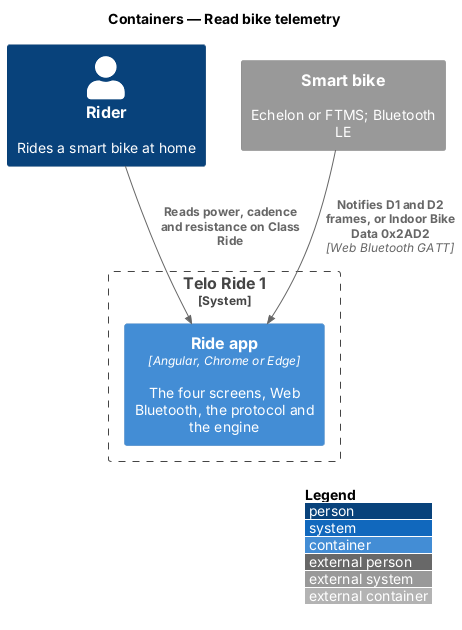 Containers — Read bike telemetry
Rider
Rides a smart bike at home
Smart bike
Echelon or FTMS; Bluetooth
LE
Reads power, cadence
and resistance on Class
Ride
Notifies D1 and D2
frames, or Indoor Bike
Data 0x2AD2
[Web Bluetooth GATT]
Telo Ride 1
[System]
Ride app
[Angular, Chrome or Edge]
The four screens, Web
Bluetooth, the protocol and
the engine
Legend
person
system
container
external person
external system
external container